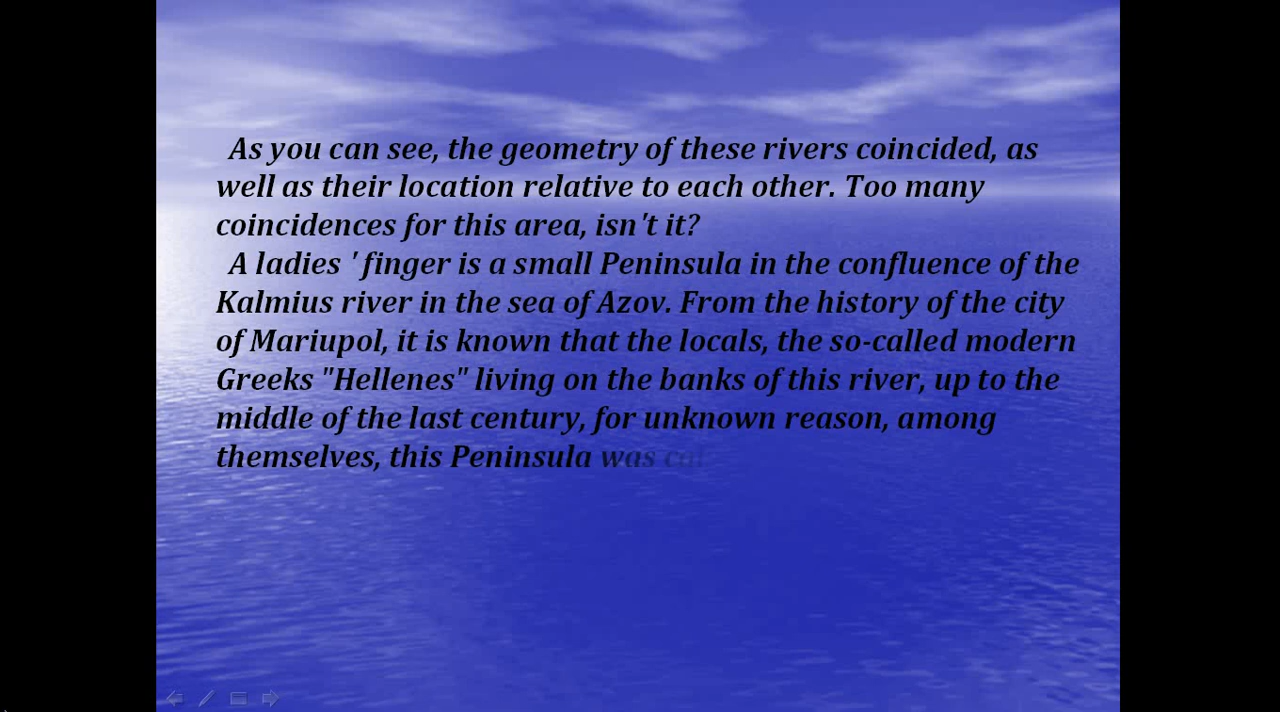 As you can see, the geometry of these rivers coincided, as
well as their location relative to each other. Too many
coincidences for this area, isn't it?
A ladies ' finger is a small Peninsula in the confluence of the
Kalmius river in the sea of Azov. From the history of the city
of Mariupol, it is known that the locals, the so-called modern
Greeks "Hellenes" living on the banks of this river, up to the
middle of the last century, for unknown reason, among
themselves, this Peninsula was